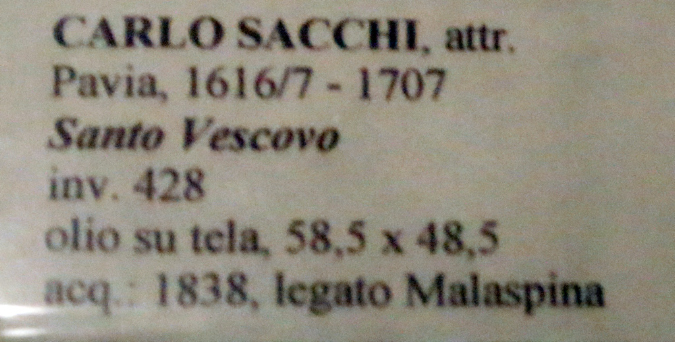 CARLO SACCHI, attr.
Pavia, 1616/7 - 1707
Santo Vescovo
inv. 428
olio su tela, 58,5 x 48,5
acq.: 1838, legato Malaspina